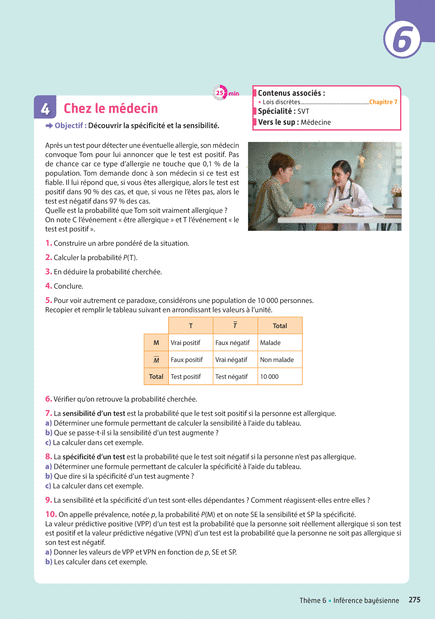 6
25 min
4 Chez le médecin
➡ Objectif : Découvrir la spécificité et la sensibilité.
Contenus associés :
• Lois discrètes...Chapitre 7
Spécialité : SVT
Vers le sup : Médecine
Après un test pour détecter une éventuelle allergie, son médecin
convoque Tom pour lui annoncer que le test est positif. Pas
de chance car ce type d'allergie ne touche que 0,1 % de la
population. Tom demande donc à son médecin si ce test est
fiable. Il lui répond que, si vous êtes allergique, alors le test est
positif dans 90 % des cas, et que, si vous ne l'êtes pas, alors le
test est négatif dans 97 % des cas.
Quelle est la probabilité que Tom soit vraiment allergique ?
On note C l'événement « être allergique » et T l'événement « le
test est positif ».
1. Construire un arbre pondéré de la situation.
2. Calculer la probabilité P(T).
3. En déduire la probabilité cherchée.
4. Conclure.
5. Pour voir autrement ce paradoxe, considérons une population de 10 000 personnes.
Recopier et remplir le tableau suivant en arrondissant les valeurs à l'unité.
T T̅ Total
M Vrai positif Faux négatif Malade
M̅ Faux positif Vrai négatif Non malade
Total Test positif Test négatif 10 000
6. Vérifier qu'on retrouve la probabilité cherchée.
7. La sensibilité d'un test est la probabilité que le test soit positif si la personne est allergique.
a) Déterminer une formule permettant de calculer la sensibilité à l'aide du tableau.
b) Que se passe-t-il si la sensibilité d'un test augmente ?
c) La calculer dans cet exemple.
8. La spécificité d'un test est la probabilité que le test soit négatif si la personne n'est pas allergique.
a) Déterminer une formule permettant de calculer la spécificité à l'aide du tableau.
b) Que dire si la spécificité d'un test augmente ?
c) La calculer dans cet exemple.
9. La sensibilité et la spécificité d'un test sont-elles dépendantes ? Comment réagissent-elles entre elles ?
10. On appelle prévalence, notée p, la probabilité P(M) et on note SE la sensibilité et SP la spécificité.
La valeur prédictive positive (VPP) d'un test est la probabilité que la personne soit réellement allergique si son test
est positif et la valeur prédictive négative (VPN) d'un test est la probabilité que la personne ne soit pas allergique si
son test est négatif.
a) Donner les valeurs de VPP et VPN en fonction de p, SE et SP.
b) Les calculer dans cet exemple.
Thème 6 • Inférence bayésienne 275